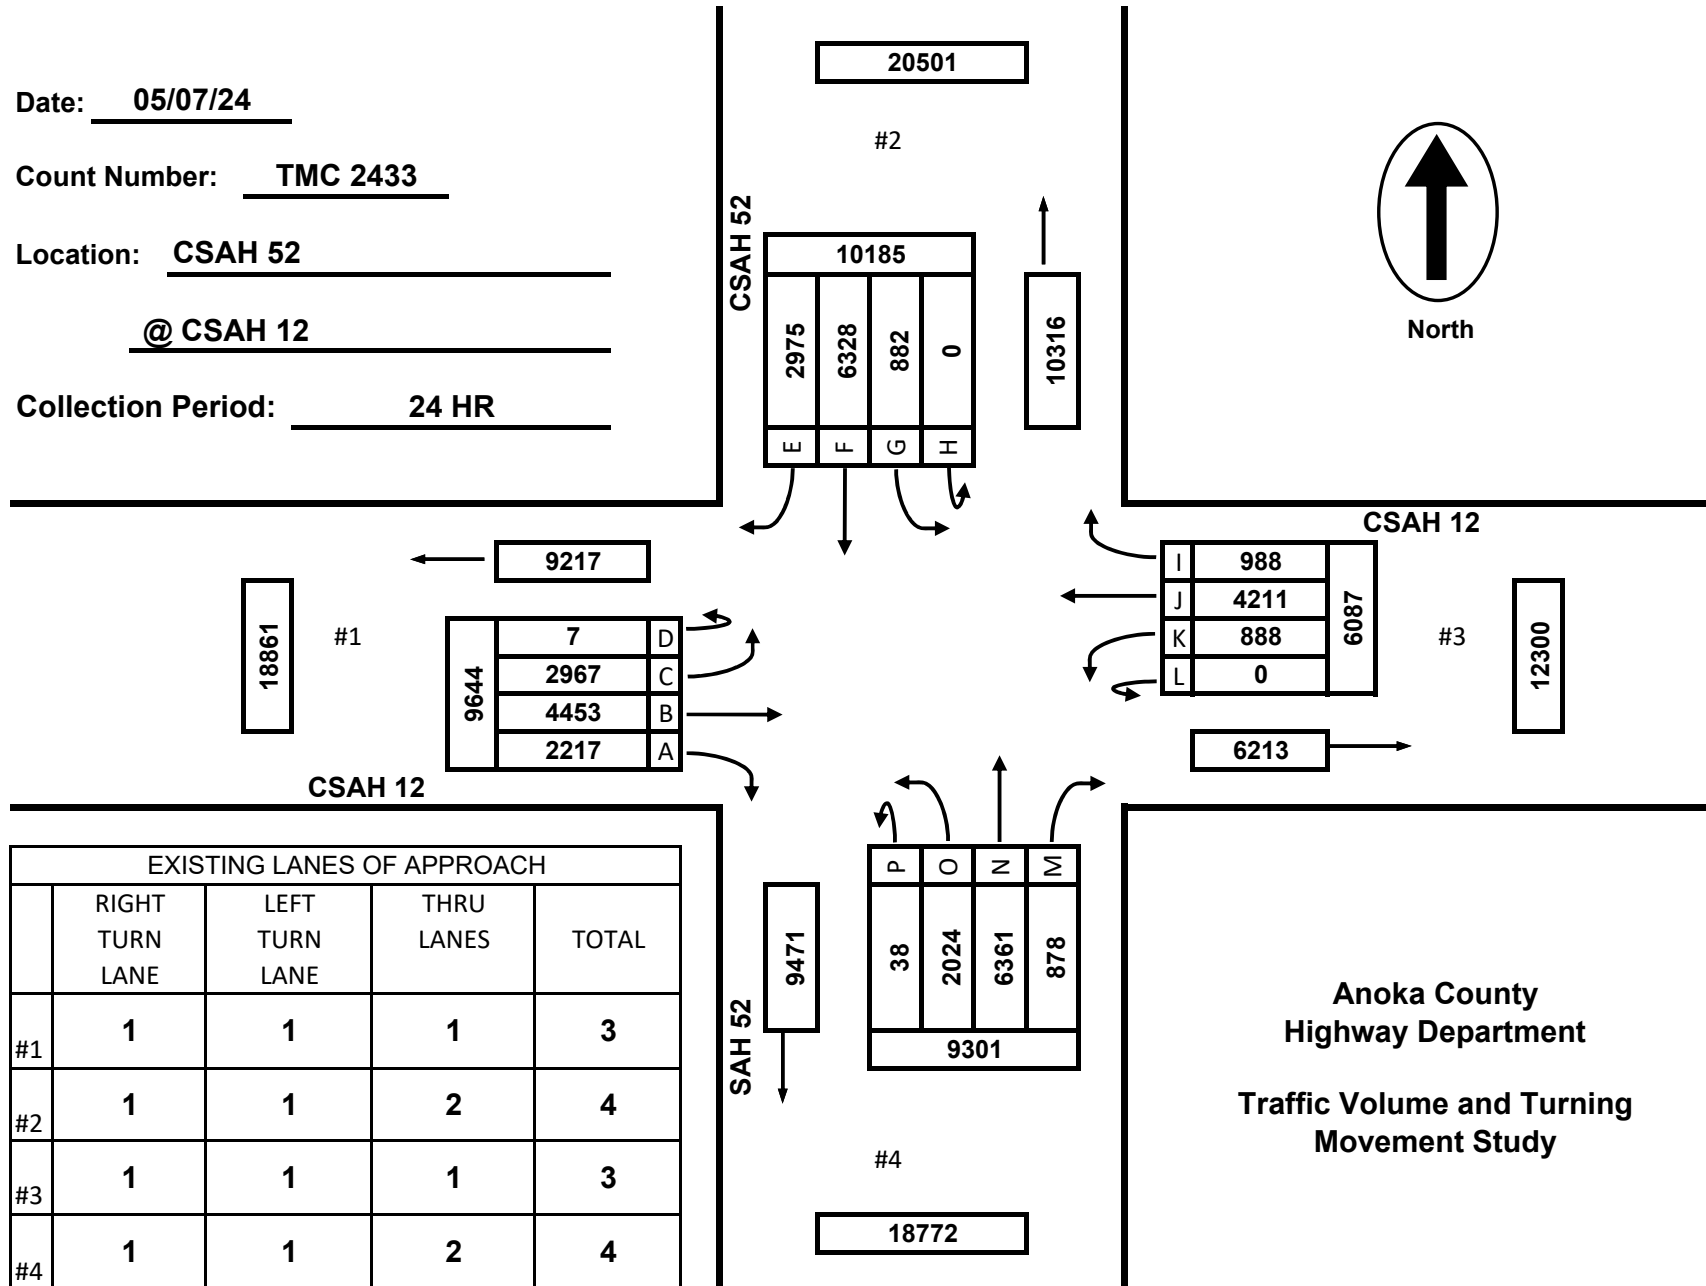 Date: 05/07/24
Count Number: TMC 2433
Location: CSAH 52
@ CSAH 12
Collection Period: 24 HR
20501
#2
CSAH 52
10185
2975 6328 882 0
E F G H
10316
North
CSAH 12
9217
18861
#1
9644
7 D
2967 C
4453 B
2217 A
CSAH 12
I 988
J 4211
K 888
L 0
6087
#3
12300
6213
P O N M
38 2024 6361 878
9301
9471
SAH 52
#4
18772
EXISTING LANES OF APPROACH
RIGHT TURN LANE
LEFT TURN LANE
THRU LANES
TOTAL
#1 1 1 1 3
#2 1 1 2 4
#3 1 1 1 3
#4 1 1 2 4
Anoka County
Highway Department
Traffic Volume and Turning
Movement Study